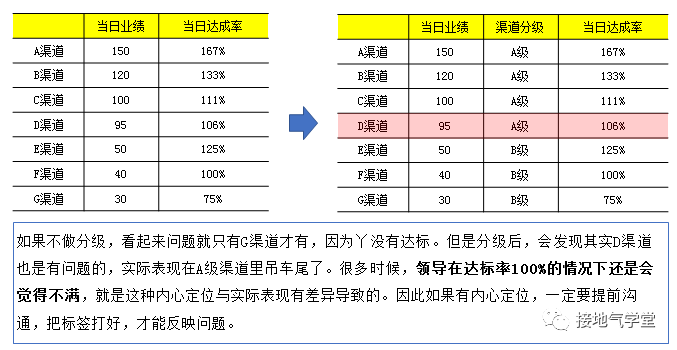 当日业绩 当日达成率
A渠道 150 167%
B渠道 120 133%
C渠道 100 111%
D渠道 95 106%
E渠道 50 125%
F渠道 40 100%
G渠道 30 75%
当日业绩 渠道分级 当日达成率
A渠道 150 A级 167%
B渠道 120 A级 133%
C渠道 100 A级 111%
D渠道 95 A级 106%
E渠道 50 B级 125%
F渠道 40 B级 100%
G渠道 30 B级 75%
如果不做分级，看起来问题就只有G渠道才有，因为丫没有达标。但是分级后，会发现其实D渠道
也是有问题的，实际表现在A级渠道里吊车尾了。很多时候，领导在达标率100%的情况下还是会
觉得不满，就是这种内心定位与实际表现有差异导致的。因此如果有内心定位，一定要提前沟
通，把标签打好，才能反映问题。
接地气学堂